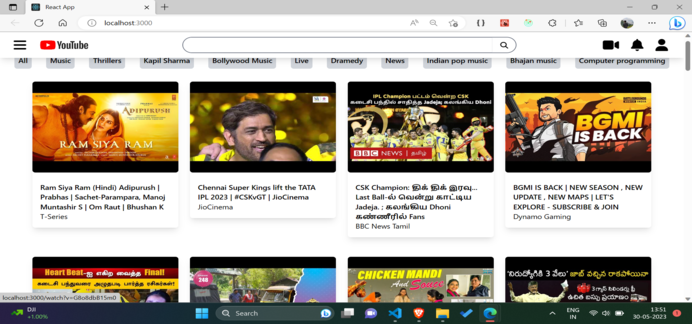 React App
localhost:3000
YouTube
All Music Thrillers Kapil Sharma Bollywood Music Live Dramedy News Indian pop music Bhajan music Computer programming
ADIPURUSH
RAM SIYA RAM
IPL Champion பட்டம் வென்ற CSK
கடைசி பந்தில் சாதித்த Jadeja, கலங்கிய Dhoni
BBC NEWS தமிழ்
BGMI
IS BACK
Ram Siya Ram (Hindi) Adipurush |
Prabhas | Sachet-Parampara, Manoj
Muntashir S | Om Raut | Bhushan K
T-Series
Chennai Super Kings lift the TATA
IPL 2023 | #CSKvGT | JioCinema
JioCinema
CSK Champion: திக் திக் இரவு...
Last Ball-ல் வென்று காட்டிய
Jadeja. ; கலங்கிய Dhoni
கண்ணீரில் Fans
BBC News Tamil
BGMI IS BACK | NEW SEASON , NEW
UPDATE , NEW MAPS | LET'S
EXPLORE - SUBSCRIBE & JOIN
Dynamo Gaming
Heart Beat-ஐ எகிற வைத்த Final!
248
CHICKEN MANDI
And SOUSE
localhost:3000/watch?v=G8o8dbB15m0
DJI
+1.00%
Search
ENG
IN
13:51
30-05-2023